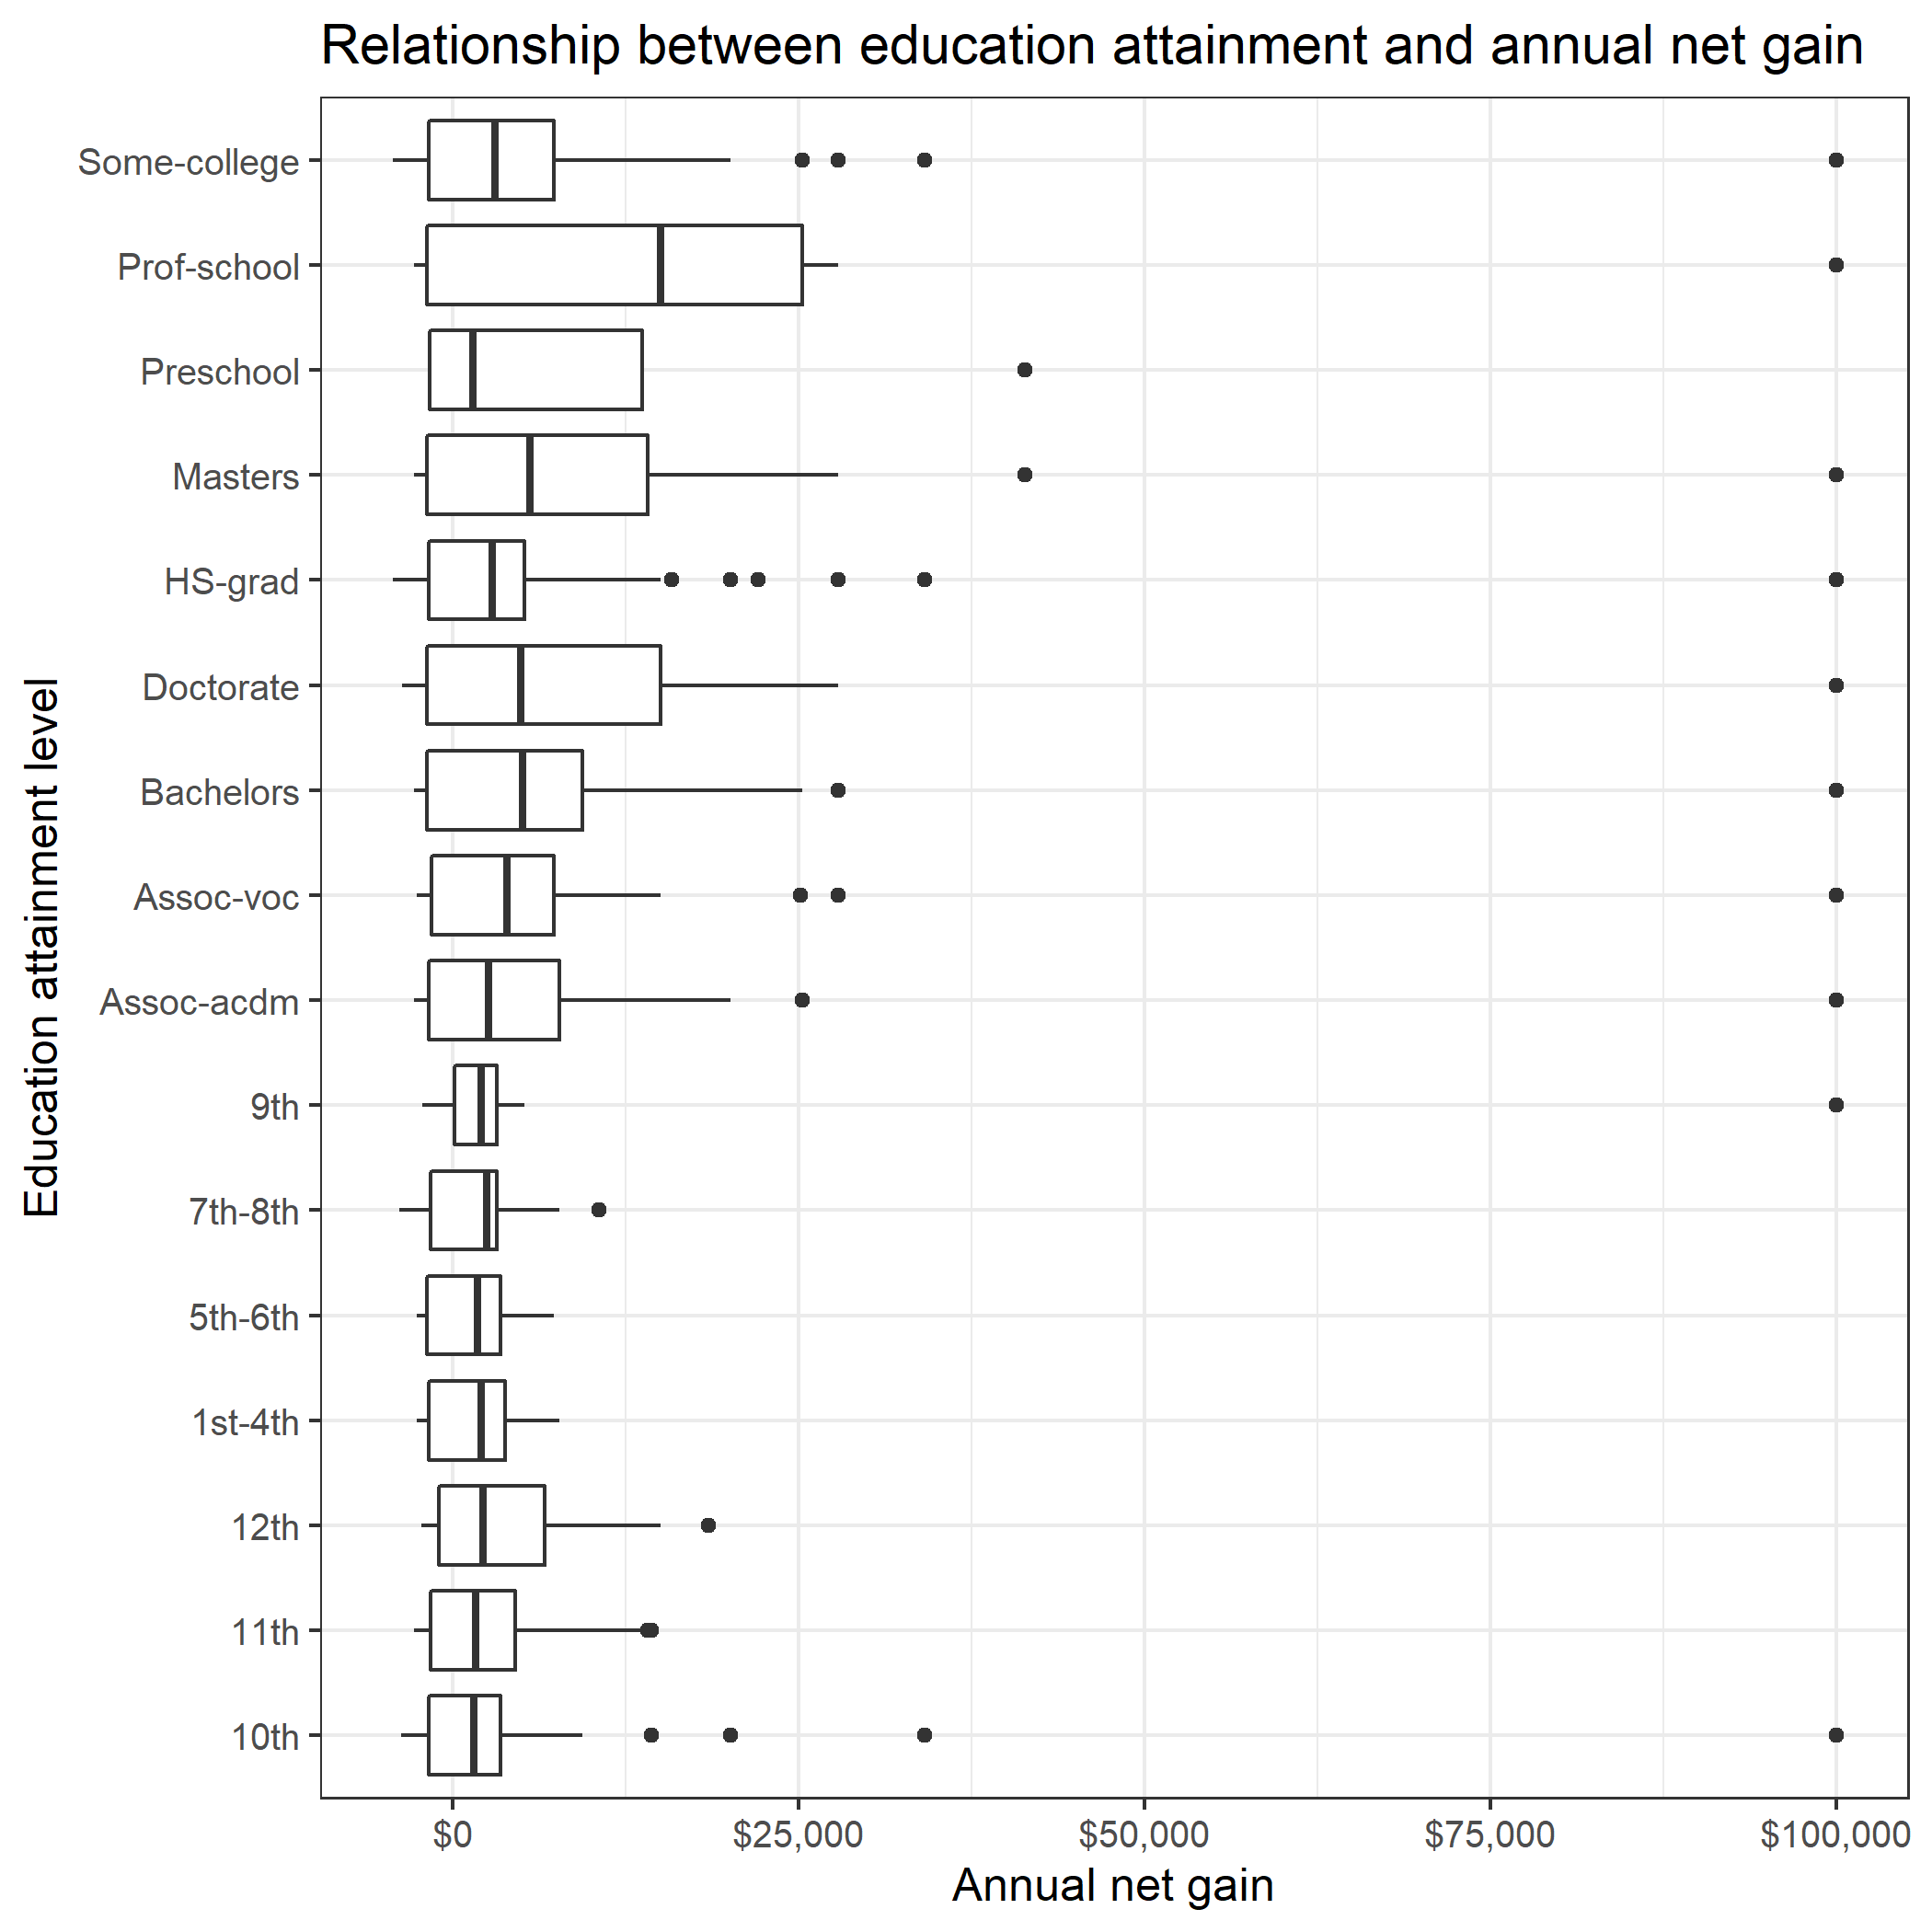 Relationship between education attainment and annual net gain
Education attainment level
Some-college
Prof-school
Preschool
Masters
HS-grad
Doctorate
Bachelors
Assoc-voc
Assoc-acdm
9th
7th-8th
5th-6th
1st-4th
12th
11th
10th
$0 $25,000 $50,000 $75,000 $100,000
Annual net gain